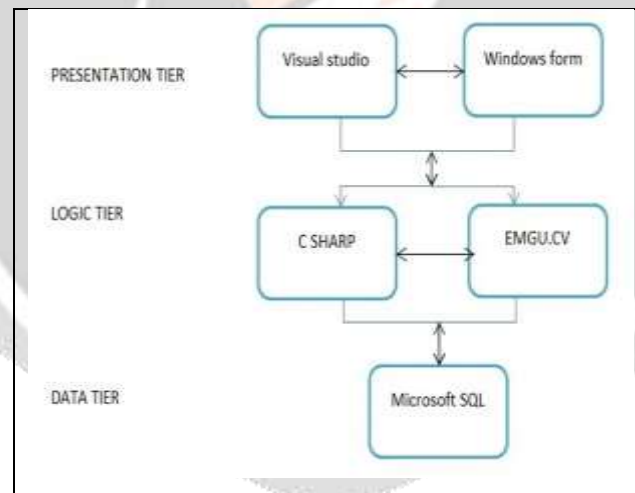 PRESENTATION TIER
Visual studio
Windows form
LOGIC TIER
C SHARP
EMGU.CV
DATA TIER
Microsoft SQL